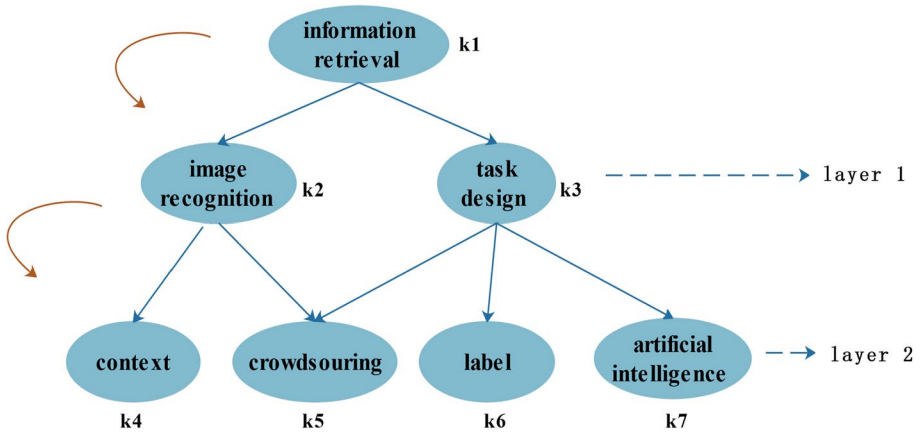 information
retrieval
k1
image
recognition
k2
task
design
k3
layer 1
context
crowdsouring
label
artificial
intelligence
layer 2
k4
k5
k6
k7